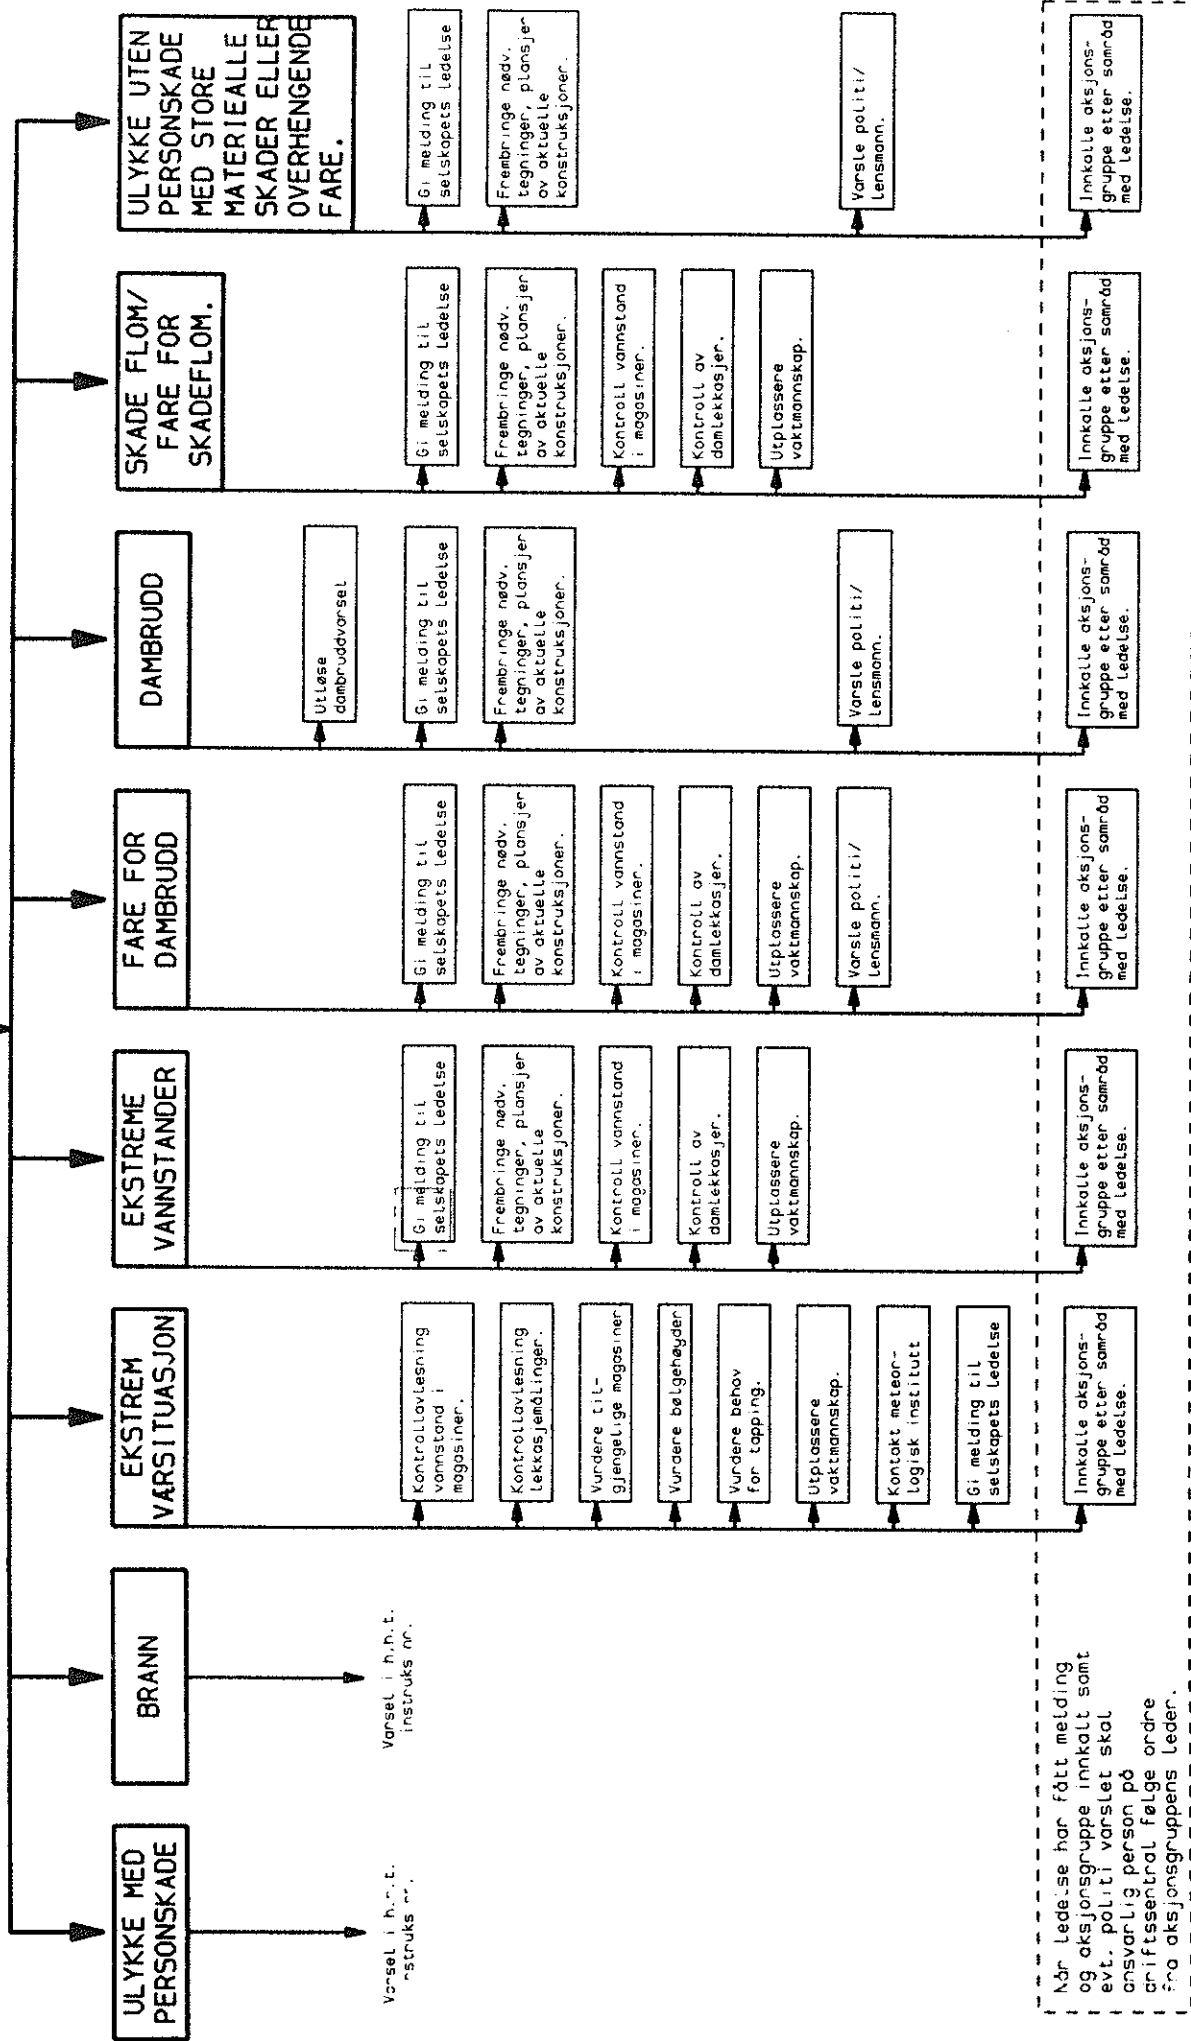 ULYKKE MED
PERSONSKADE
Varsel i h.h.t.
BRANN
Varsel i h.h.t.
instruks nr.
EKSTREM
VÆRSITUASJON
Kontrollavlesning
vannstand i
magasiner.
Kontrollavlesning
lekkasjemålinger.
Vurdere til-
gjengelige magasiner
Vurdere bølgehøyder
Vurdere behov
for tapping.
Utplassere
vaktmannskap.
Kontakt meteor-
logisk institutt
Gi melding til
selskapets ledelse
Innkalle aksjons-
gruppe etter samråd
med ledelse.
EKSTREME
VANNSTANDER
Gi melding til
selskapets ledelse
Frembringe nødv.
tegninger, plansjer
av aktuelle
konstruksjoner.
Kontroll vannstand
i magasiner.
Kontroll av
damlekkasjer.
Utplassere
vaktmannskap.
Innkalle aksjons-
gruppe etter samråd
med ledelse.
FARE FOR
DAMBRUDD
Gi melding til
selskapets ledelse
Frembringe nødv.
tegninger, plansjer
av aktuelle
konstruksjoner.
Kontroll vannstand
i magasiner.
Kontroll av
damlekkasjer.
Utplassere
vaktmannskap.
Varsle politi/
lensmann.
Innkalle aksjons-
gruppe etter samråd
med ledelse.
DAMBRUDD
Utløse
dambruddvarsel
Gi melding til
selskapets ledelse
Frembringe nødv.
tegninger, plansjer
av aktuelle
konstruksjoner.
Varsle politi/
lensmann.
Innkalle aksjons-
gruppe etter samråd
med ledelse.
SKADE FLOM/
FARE FOR
SKADEFLOM.
Gi melding til
selskapets ledelse
Frembringe nødv.
tegninger, plansjer
av aktuelle
konstruksjoner.
Kontroll vannstand
i magasiner.
Kontroll av
damlekkasjer.
Utplassere
vaktmannskap.
Innkalle aksjons-
gruppe etter samråd
med ledelse.
ULYKKE UTEN
PERSONSKADE
MED STORE
MATERIEALLE
SKADER ELLER
OVERHENGENDE
FARE.
Gi melding til
selskapets ledelse
Frembringe nødv.
tegninger, plansjer
av aktuelle
konstruksjoner.
Varsle politi/
lensmann.
Innkalle aksjons-
gruppe etter samråd
med ledelse.
Når ledelse har fått melding
og aksjonsgruppe innkalt samt
evt. politi varslet skal
ansvarlig person på
driftssentral følge ordre
fra aksjonsgruppens leder.